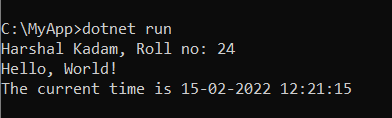 C:\MyApp>dotnet run
Harshal Kadam, Roll no: 24
Hello, World!
The current time is 15-02-2022 12:21:15